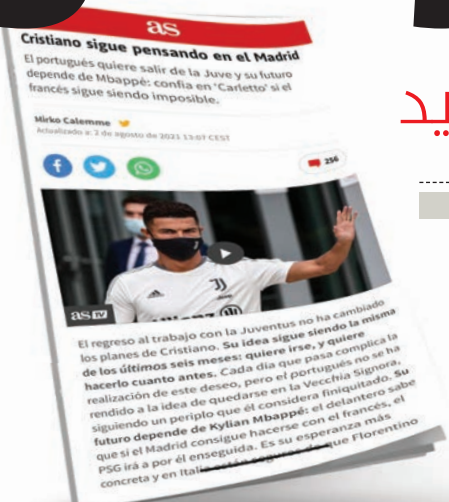 as
Cristiano sigue pensando en el Madrid
El portugués quiere salir de la Juve y su futuro
depende de Mbappé: confía en 'Carletto' si el
francés sigue siendo imposible.
Mirko Calemme
Actualizado a: 2 de agosto de 2021 13:07 CEST
256
as TV
El regreso al trabajo con la Juventus no ha cambiado
los planes de Cristiano. Su idea sigue siendo la misma
de los últimos seis meses: quiere irse, y quiere
hacerlo cuanto antes. Cada día que pasa complica la
realización de este deseo, pero el portugués no se ha
rendido a la idea de quedarse en la Vecchia Signora,
siguiendo un periplo que él considera finiquitado. Su
futuro depende de Kylian Mbappé: el delantero sabe
que si el Madrid consigue hacerse con el francés, el
PSG irá a por él enseguida. Es su esperanza más
concreta y en Italia están seguros de que Florentino